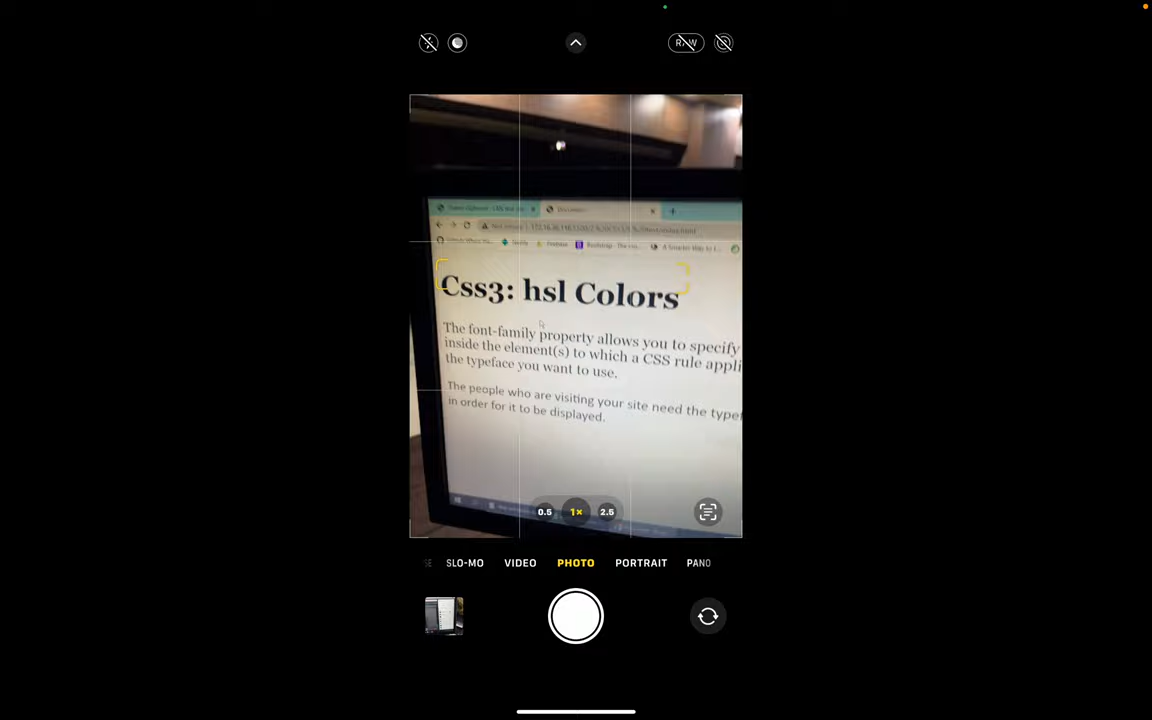 RAW
Css3: hsl Colors
The font-family property allows you to specify
inside the element(s) to which a CSS rule appli
the typeface you want to use.
The people who are visiting your site need the typef
in order for it to be displayed.
0.5 1× 2.5
SLO-MO VIDEO PHOTO PORTRAIT PANO